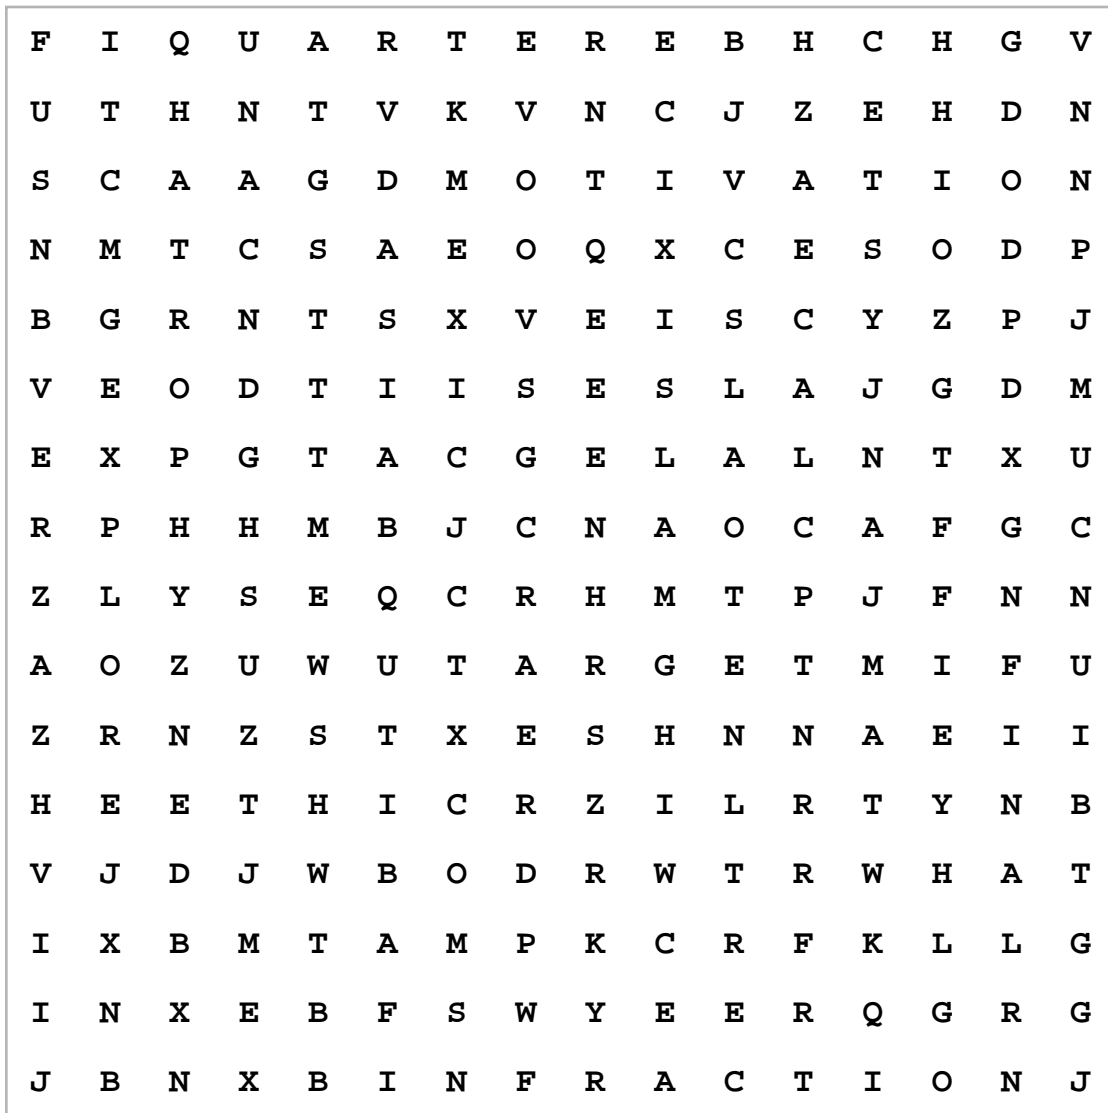 F I Q U A R T E R E B H C H G V
U T H N T V K V N C J Z E H D N
S C A A G D M O T I V A T I O N
N M T C S A E O Q X C E S O D P
B G R N T S X V E I S C Y Z P J
V E O D T I I S E S L A J G D M
E X P G T A C G E L A L N T X U
R P H H M B J C N A O C A F G C
Z L Y S E Q C R H M T P J F N N
A O Z U W U T A R G E T M I F U
Z R N Z S T X E S H N N A E I I
H E E T H I C R Z I L R T Y N B
V J D J W B O D R W T R W H A T
I X B M T A M P K C R F K L L G
I N X E B F S W Y E E R Q G R G
J B N X B I N F R A C T I O N J